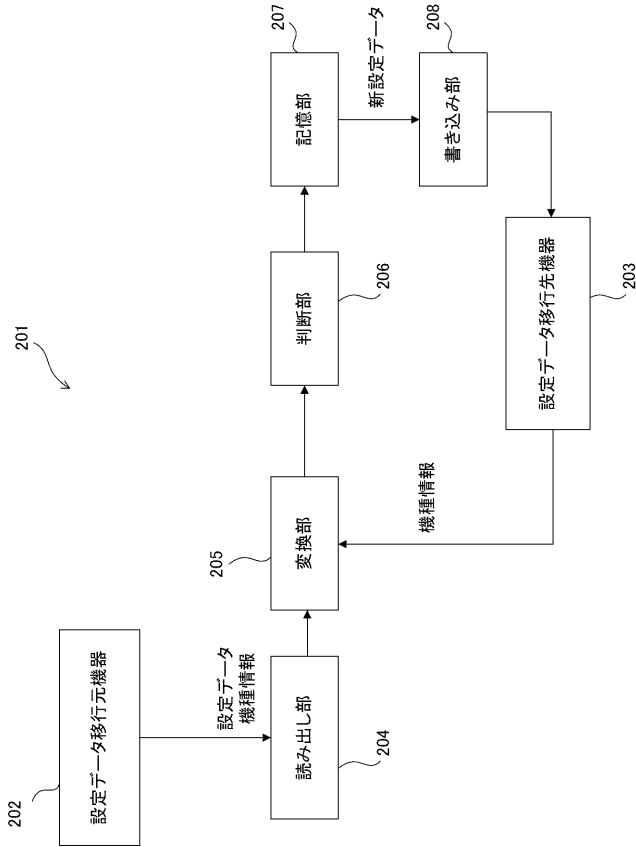 201
202
設定データ移行元機器
設定データ
機種情報
読み出し部
204
205
変換部
判断部
206
207
記憶部
新設定データ
208
書き込み部
設定データ移行先機器
203
機種情報